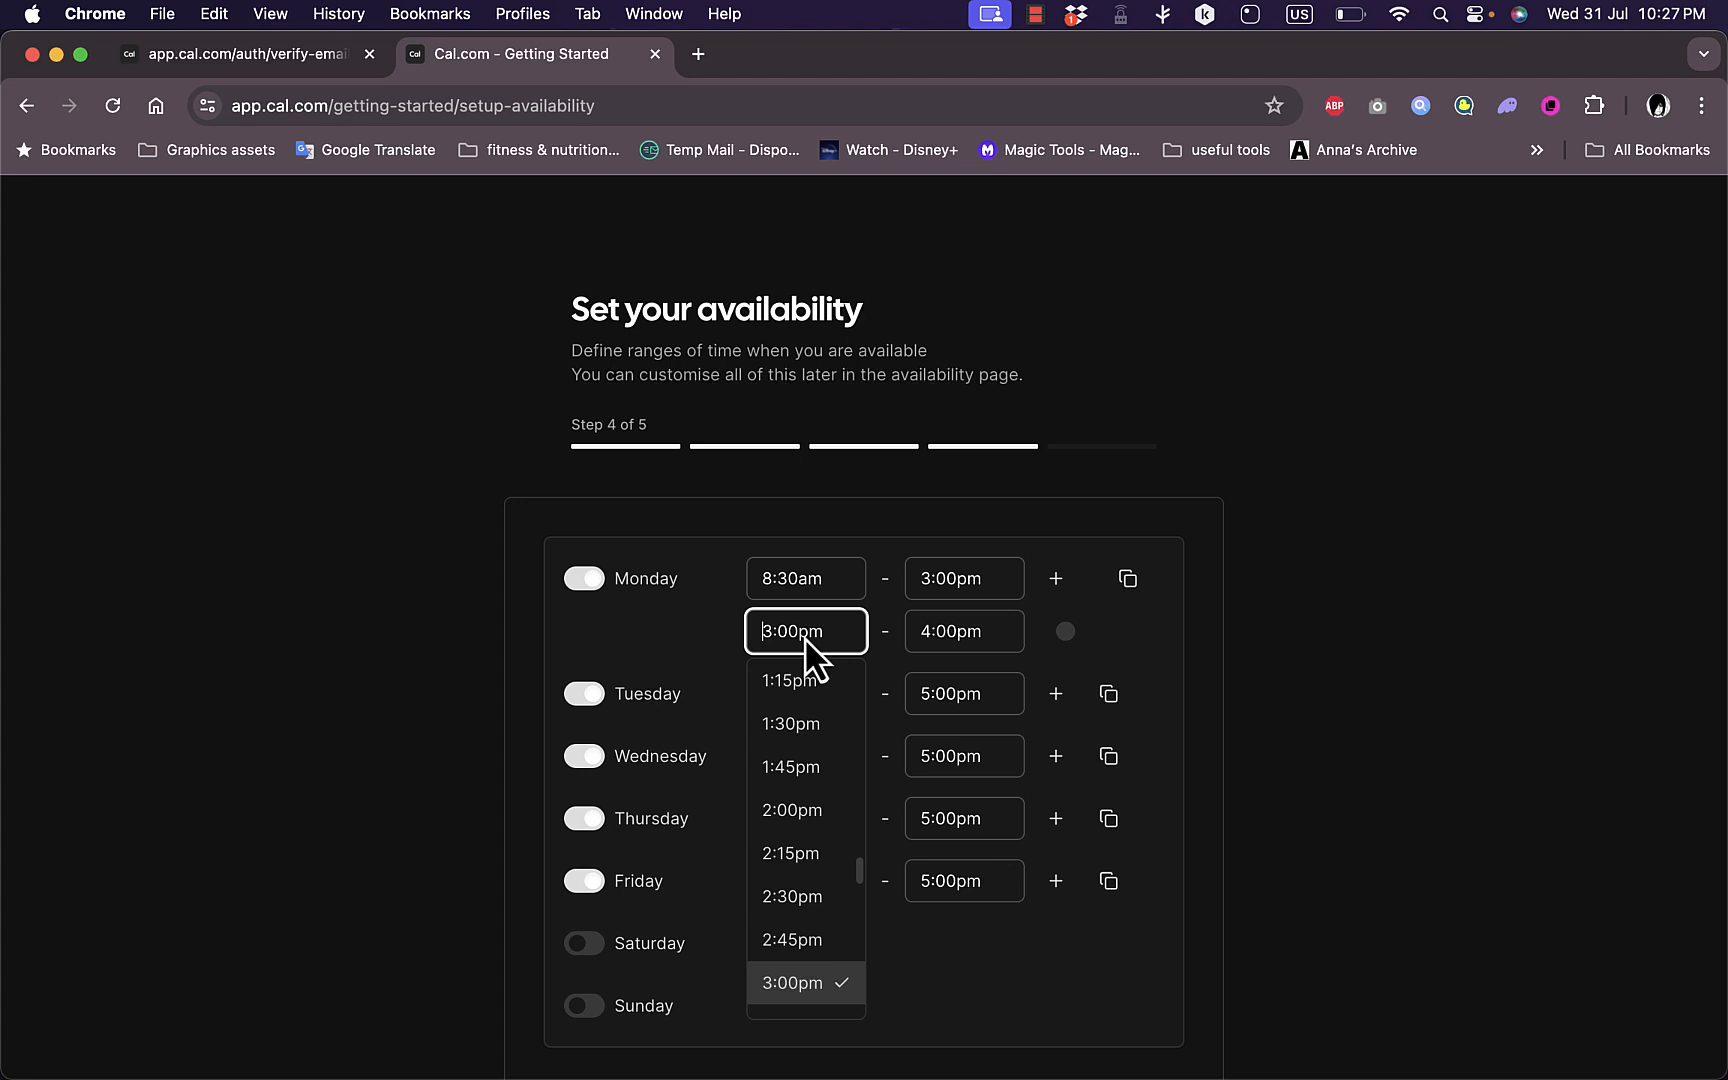 Chrome File Edit View History Bookmarks Profiles Tab Window Help 1 US Wed 31 Jul 10:27 PM
Cal app.cal.com/auth/verify-emai Cal Cal.com - Getting Started
app.cal.com/getting-started/setup-availability ABP
Bookmarks Graphics assets Google Translate fitness & nutrition... Temp Mail - Dispo... Watch - Disney+ Magic Tools - Mag... useful tools Anna's Archive » All Bookmarks
Set your availability
Define ranges of time when you are available
You can customise all of this later in the availability page.
Step 4 of 5
Monday 8:30am - 3:00pm +
3:00pm - 4:00pm
1:15pm
Tuesday - 5:00pm +
1:30pm
Wednesday - 5:00pm +
1:45pm
2:00pm
Thursday - 5:00pm +
2:15pm
Friday - 5:00pm +
2:30pm
2:45pm
Saturday
3:00pm
Sunday